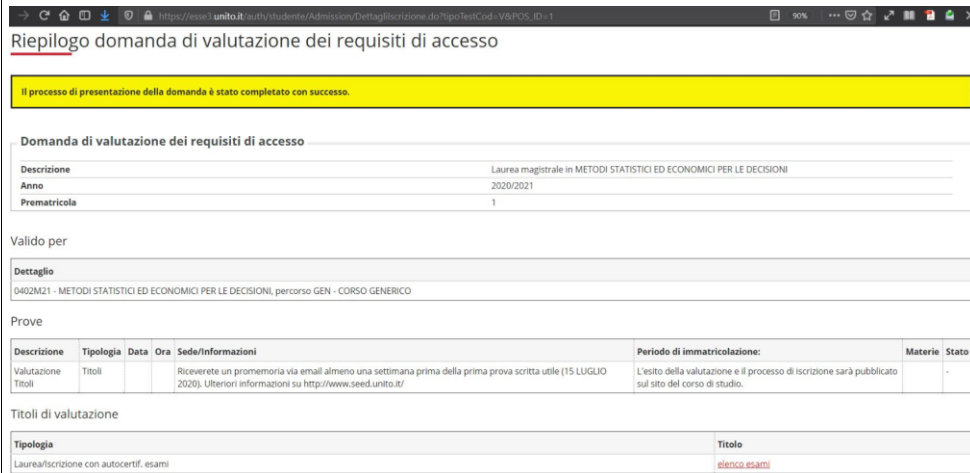 https://esse3.unito.it/auth/studente/Admission/DettaglioIscrizione.do?tipoTestCod=V&POS_ID=1 90%
Riepilogo domanda di valutazione dei requisiti di accesso
Il processo di presentazione della domanda è stato completato con successo.
Domanda di valutazione dei requisiti di accesso
Descrizione Laurea magistrale in METODI STATISTICI ED ECONOMICI PER LE DECISIONI
Anno 2020/2021
Prematricola 1
Valido per
Dettaglio
0402M21 - METODI STATISTICI ED ECONOMICI PER LE DECISIONI, percorso GEN - CORSO GENERICO
Prove
Descrizione Tipologia Data Ora Sede/Informazioni Periodo di immatricolazione: Materie Stato
Valutazione Titoli Riceverete un promemoria via email almeno una settimana prima della prima prova scritta utile (15 LUGLIO L'esito della valutazione e il processo di iscrizione sarà pubblicato -
Titoli 2020). Ulteriori informazioni su http://www.seed.unito.it/ sul sito del corso di studio.
Titoli di valutazione
Tipologia Titolo
Laurea/Iscrizione con autocertif. esami elenco esami